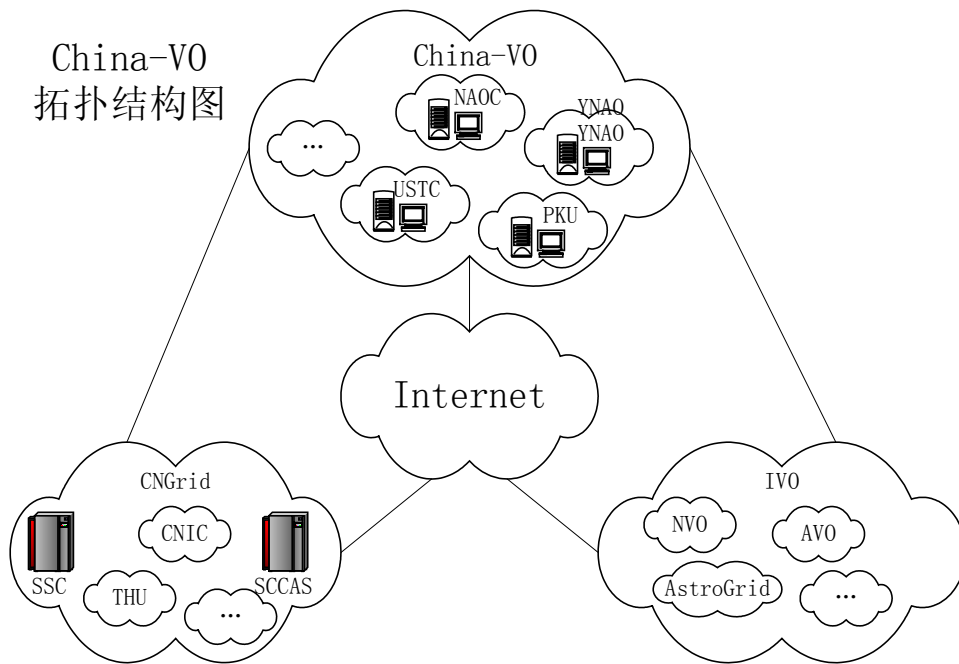 China-VO
拓扑结构图
China-VO
NAOC
YNAO
YNAO
...
USTC
PKU
Internet
CNGrid
CNIC
SSC
SCCAS
THU
...
IVO
NVO
AVO
AstroGrid
...